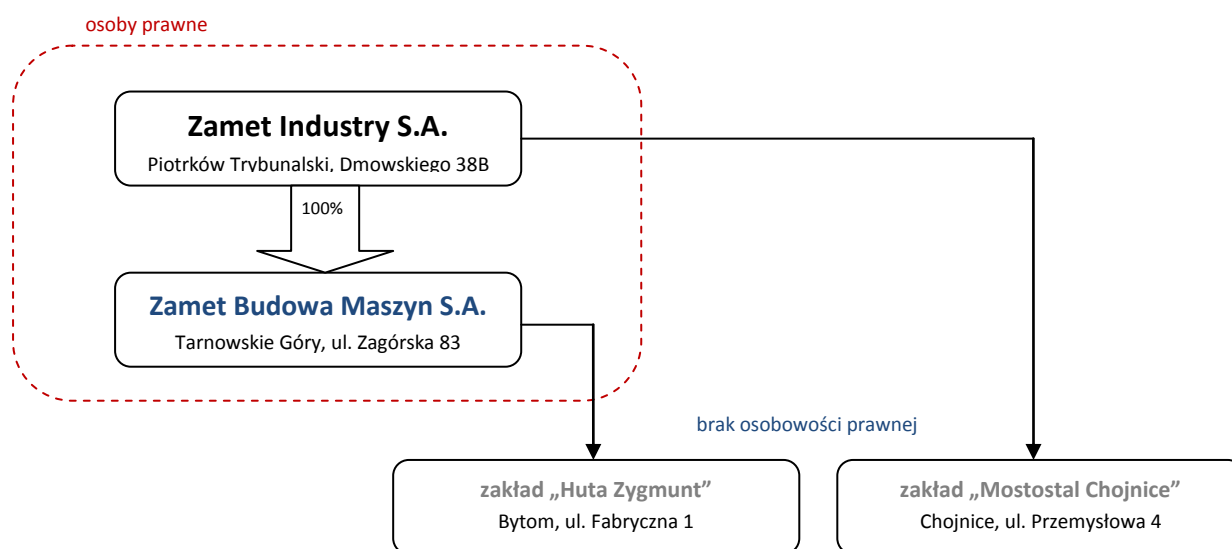 osoby prawne
Zamet Industry S.A.
Piotrków Trybunalski, Dmowskiego 38B
100%
Zamet Budowa Maszyn S.A.
Tarnowskie Góry, ul. Zagórska 83
brak osobowości prawnej
zakład „Huta Zygmunt”
Bytom, ul. Fabryczna 1
zakład „Mostostal Chojnice”
Chojnice, ul. Przemysłowa 4